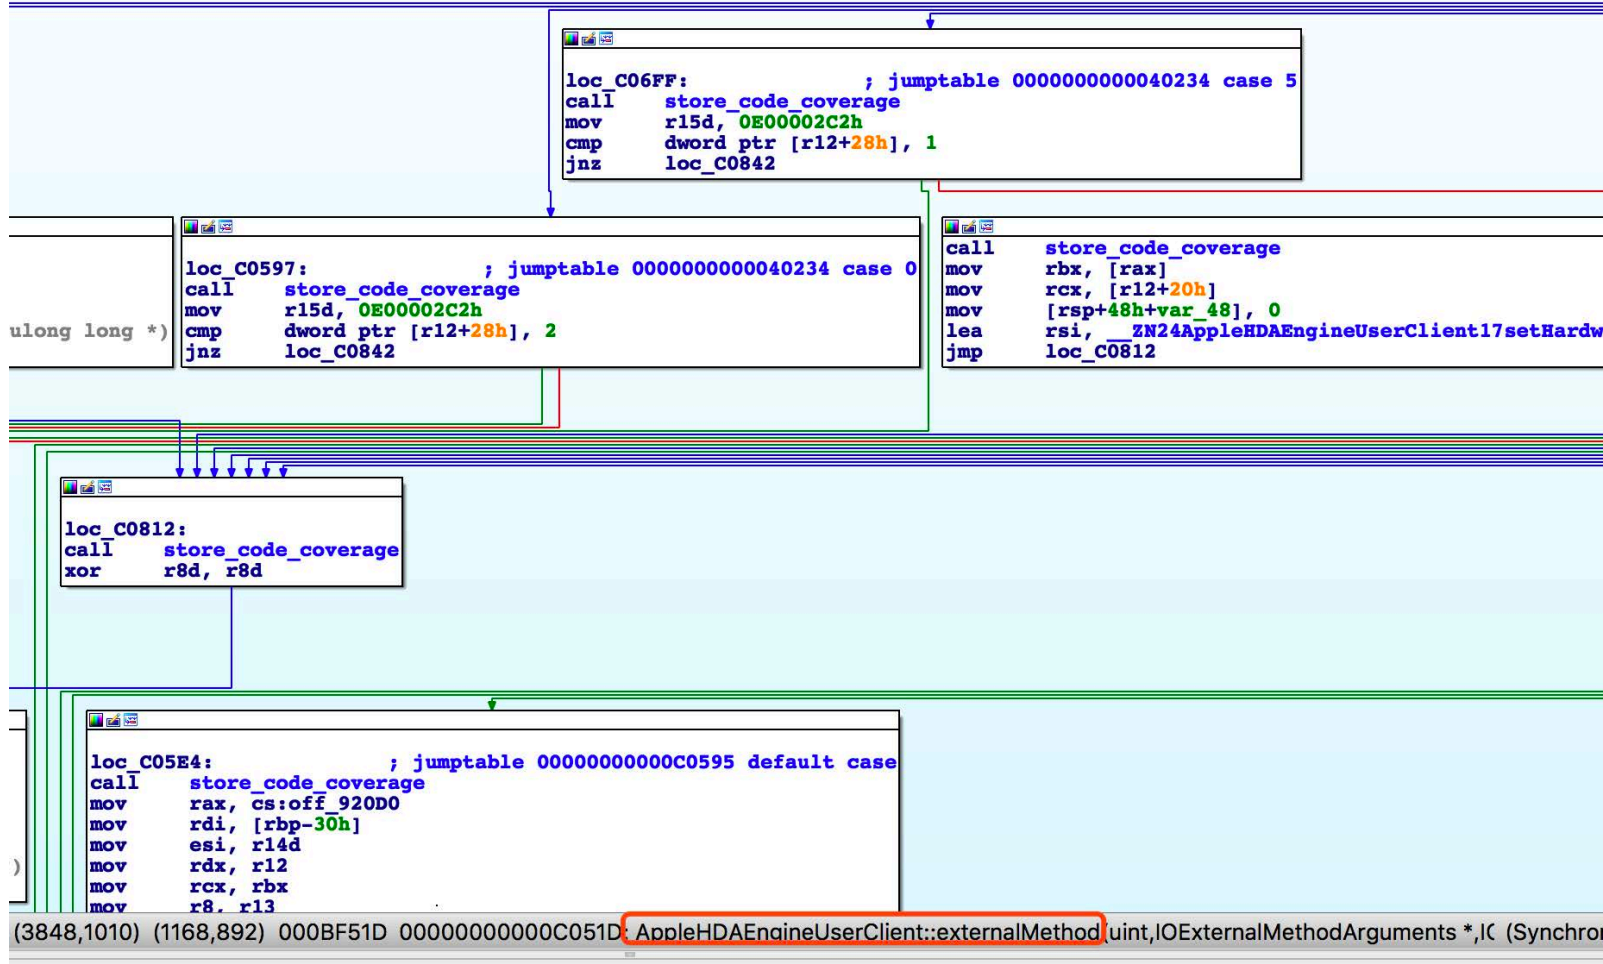 loc_C06FF: ; jumptable 0000000000040234 case 5
call store_code_coverage
mov r15d, 0E00002C2h
cmp dword ptr [r12+28h], 1
jnz loc_C0842
ulong long *)
loc_C0597: ; jumptable 0000000000040234 case 0
call store_code_coverage
mov r15d, 0E00002C2h
cmp dword ptr [r12+28h], 2
jnz loc_C0842
call store_code_coverage
mov rbx, [rax]
mov rcx, [r12+20h]
mov [rsp+48h+var_48], 0
lea rsi, __ZN24AppleHDAEngineUserClient17setHardw
jmp loc_C0812
loc_C0812:
call store_code_coverage
xor r8d, r8d
)
loc_C05E4: ; jumptable 00000000000C0595 default case
call store_code_coverage
mov rax, cs:off_920D0
mov rdi, [rbp-30h]
mov esi, r14d
mov rdx, r12
mov rcx, rbx
mov r8, r13
(3848,1010) (1168,892) 000BF51D 00000000000C051D: AppleHDAEngineUserClient::externalMethod(uint,IOExternalMethodArguments *,IC (Synchror